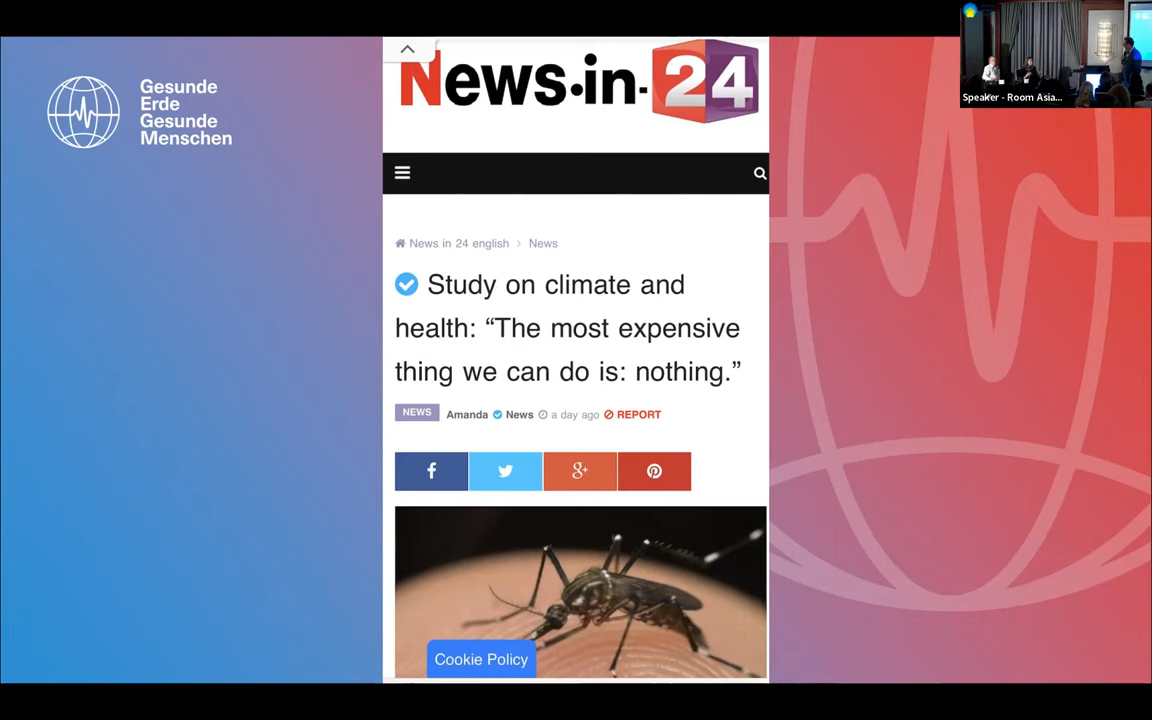 Gesunde
Erde
Gesunde
Menschen
News·in·24
News in 24 english > News
Study on climate and
health: “The most expensive
thing we can do is: nothing.”
NEWS Amanda News a day ago REPORT
f g+
Cookie Policy
Speaker - Room Asia...